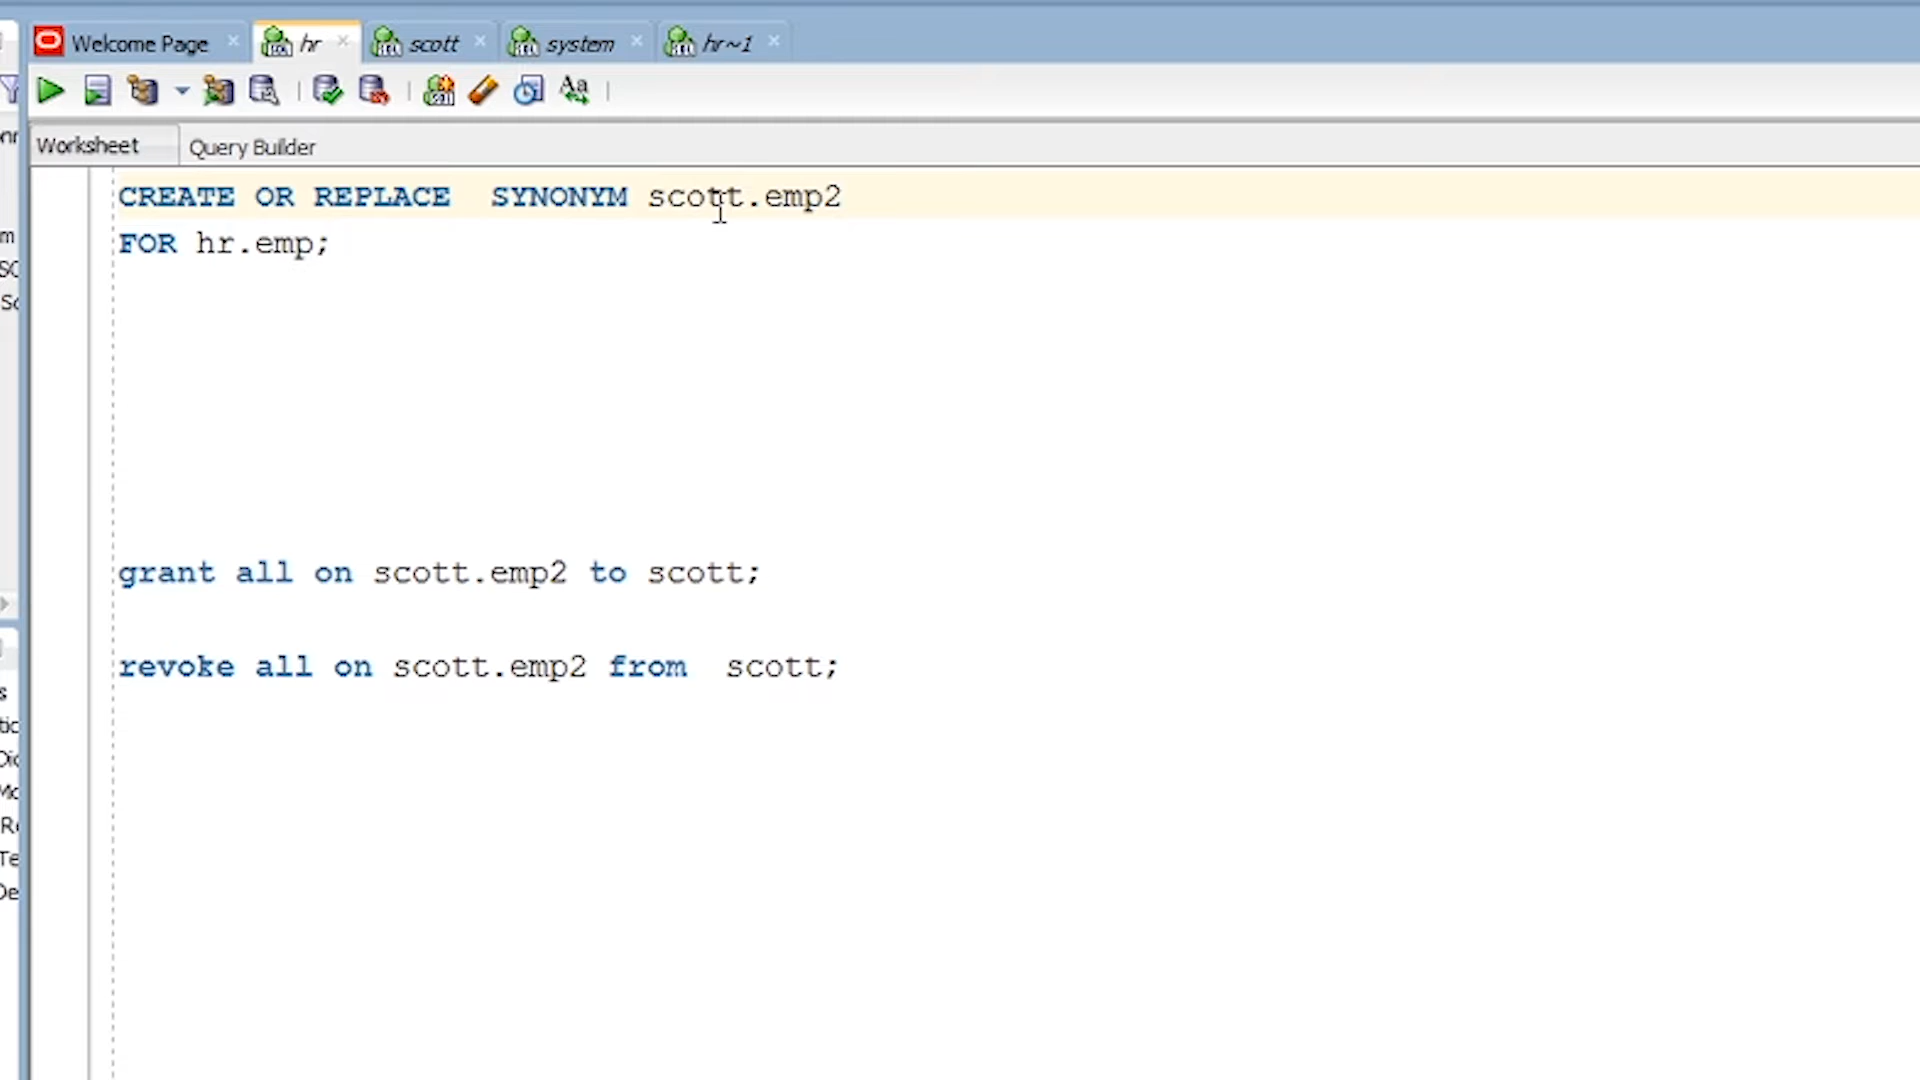 Welcome Page
hr
scott
system
hr~1
Worksheet
Query Builder
CREATE OR REPLACE  SYNONYM scott.emp2
FOR hr.emp;
grant all on scott.emp2 to scott;
revoke all on scott.emp2 from  scott;